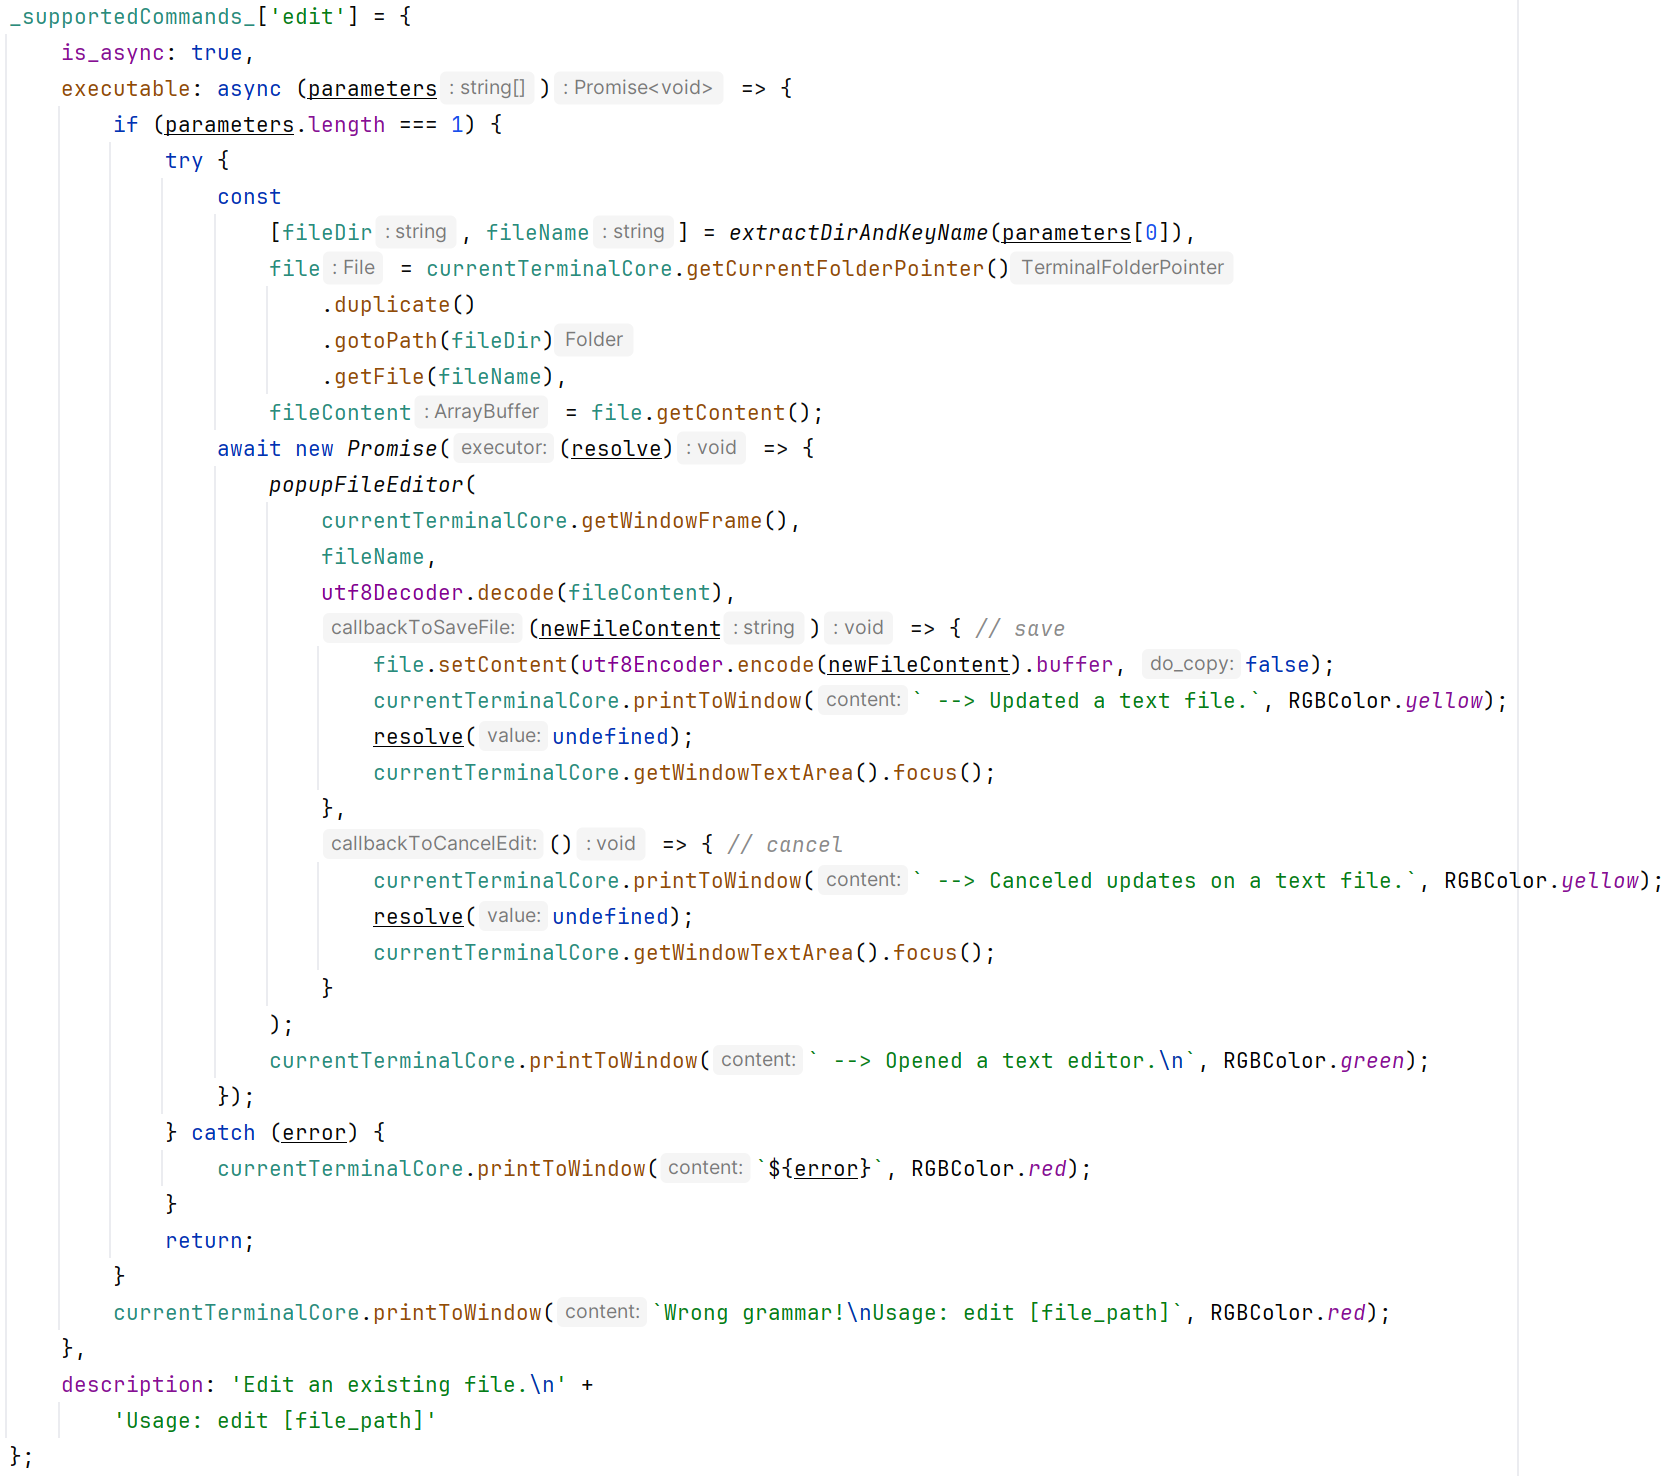 _supportedCommands_['edit'] = {
    is_async: true,
    executable: async (parameters : string[] ) : Promise<void> => {
        if (parameters.length === 1) {
            try {
                const
                    [fileDir : string , fileName : string ] = extractDirAndKeyName(parameters[0]),
                    file : File = currentTerminalCore.getCurrentFolderPointer() TerminalFolderPointer
                        .duplicate()
                        .gotoPath(fileDir) Folder
                        .getFile(fileName),
                    fileContent : ArrayBuffer = file.getContent();
                await new Promise( executor: (resolve) : void => {
                    popupFileEditor(
                        currentTerminalCore.getWindowFrame(),
                        fileName,
                        utf8Decoder.decode(fileContent),
                        callbackToSaveFile: (newFileContent : string ) : void => { // save
                            file.setContent(utf8Encoder.encode(newFileContent).buffer, do_copy: false);
                            currentTerminalCore.printToWindow( content: ` --> Updated a text file.`, RGBColor.yellow);
                            resolve( value: undefined);
                            currentTerminalCore.getWindowTextArea().focus();
                        },
                        callbackToCancelEdit: () : void => { // cancel
                            currentTerminalCore.printToWindow( content: ` --> Canceled updates on a text file.`, RGBColor.yellow);
                            resolve( value: undefined);
                            currentTerminalCore.getWindowTextArea().focus();
                        }
                    );
                    currentTerminalCore.printToWindow( content: ` --> Opened a text editor.\n`, RGBColor.green);
                });
            } catch (error) {
                currentTerminalCore.printToWindow( content: `${error}`, RGBColor.red);
            }
            return;
        }
        currentTerminalCore.printToWindow( content: `Wrong grammar!\nUsage: edit [file_path]`, RGBColor.red);
    },
    description: 'Edit an existing file.\n' +
        'Usage: edit [file_path]'
};